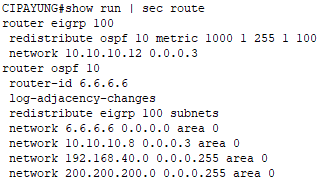 CIPAYUNG#show run | sec route
router eigrp 100
 redistribute ospf 10 metric 1000 1 255 1 100
 network 10.10.10.12 0.0.0.3
router ospf 10
 router-id 6.6.6.6
 log-adjacency-changes
 redistribute eigrp 100 subnets
 network 6.6.6.6 0.0.0.0 area 0
 network 10.10.10.8 0.0.0.3 area 0
 network 192.168.40.0 0.0.0.255 area 0
 network 200.200.200.0 0.0.0.255 area 0